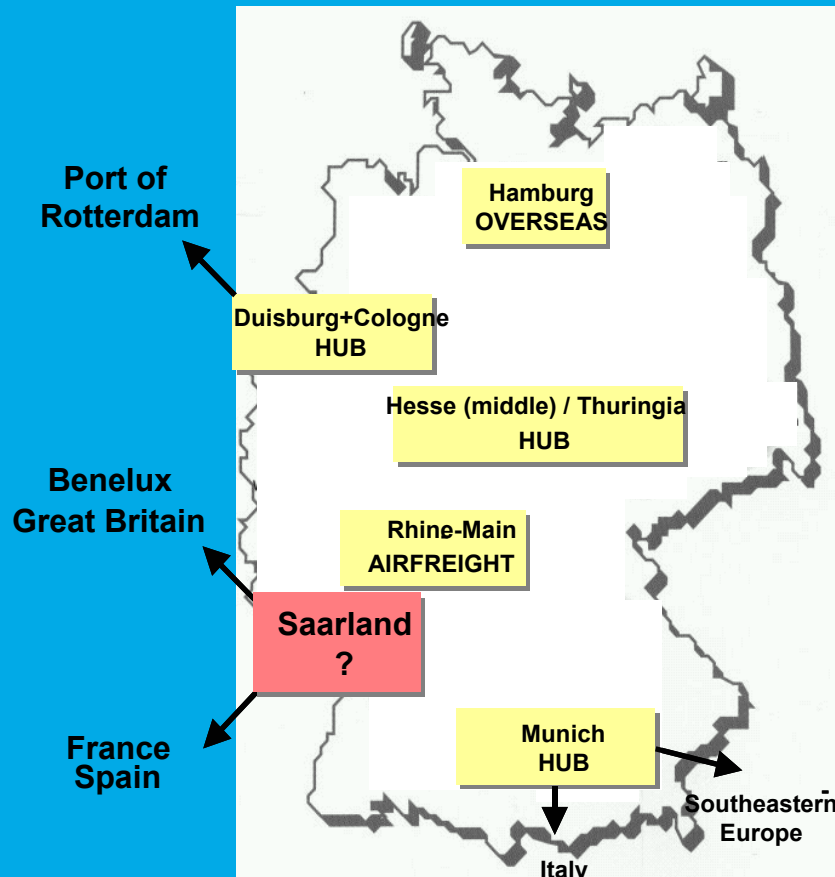 Port of
Rotterdam
Hamburg
OVERSEAS
Duisburg+Cologne
HUB
Hesse (middle) / Thuringia
HUB
Benelux
Great Britain
Rhine-Main
AIRFREIGHT
Saarland
?
France
Spain
Munich
HUB
Southeastern
Europe
Italy